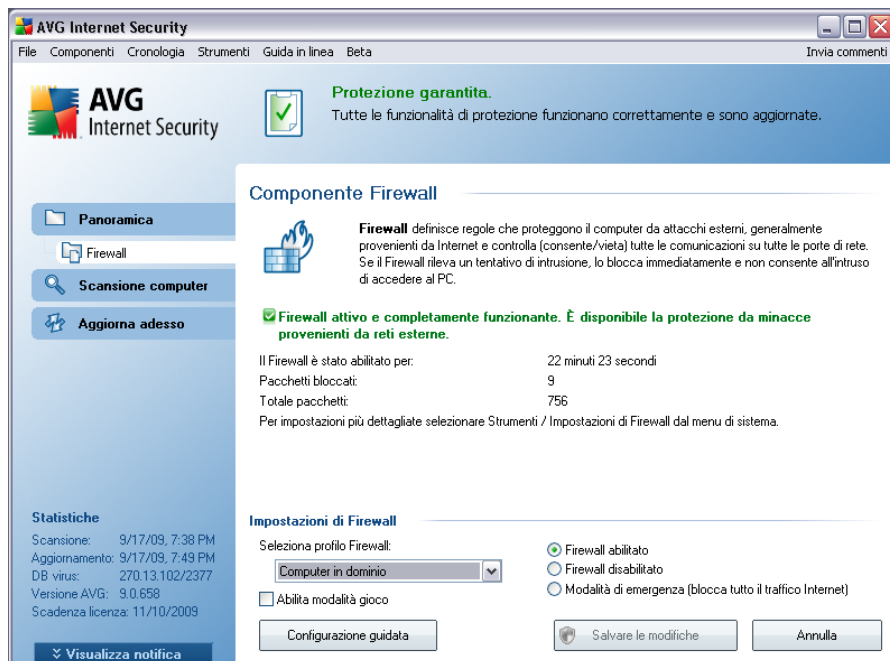 AVG Internet Security
File Componenti Cronologia Strumenti Guida in linea Beta Invia commenti
AVG
Internet Security
Protezione garantita.
Tutte le funzionalità di protezione funzionano correttamente e sono aggiornate.
Panoramica
Firewall
Scansione computer
Aggiorna adesso
Componente Firewall
Firewall definisce regole che proteggono il computer da attacchi esterni, generalmente
provenienti da Internet e controlla (consente/vieta) tutte le comunicazioni su tutte le porte di rete.
Se il Firewall rileva un tentativo di intrusione, lo blocca immediatamente e non consente all'intruso
di accedere al PC.
Firewall attivo e completamente funzionante. È disponibile la protezione da minacce
provenienti da reti esterne.
Il Firewall è stato abilitato per: 22 minuti 23 secondi
Pacchetti bloccati: 9
Totale pacchetti: 756
Per impostazioni più dettagliate selezionare Strumenti / Impostazioni di Firewall dal menu di sistema.
Statistiche
Scansione: 9/17/09, 7:38 PM
Aggiornamento: 9/17/09, 7:49 PM
DB virus: 270.13.102/2377
Versione AVG: 9.0.658
Scadenza licenza: 11/10/2009
Visualizza notifica
Impostazioni di Firewall
Seleziona profilo Firewall:
Computer in dominio
Abilita modalità gioco
Firewall abilitato
Firewall disabilitato
Modalità di emergenza (blocca tutto il traffico Internet)
Configurazione guidata
Salvare le modifiche
Annulla